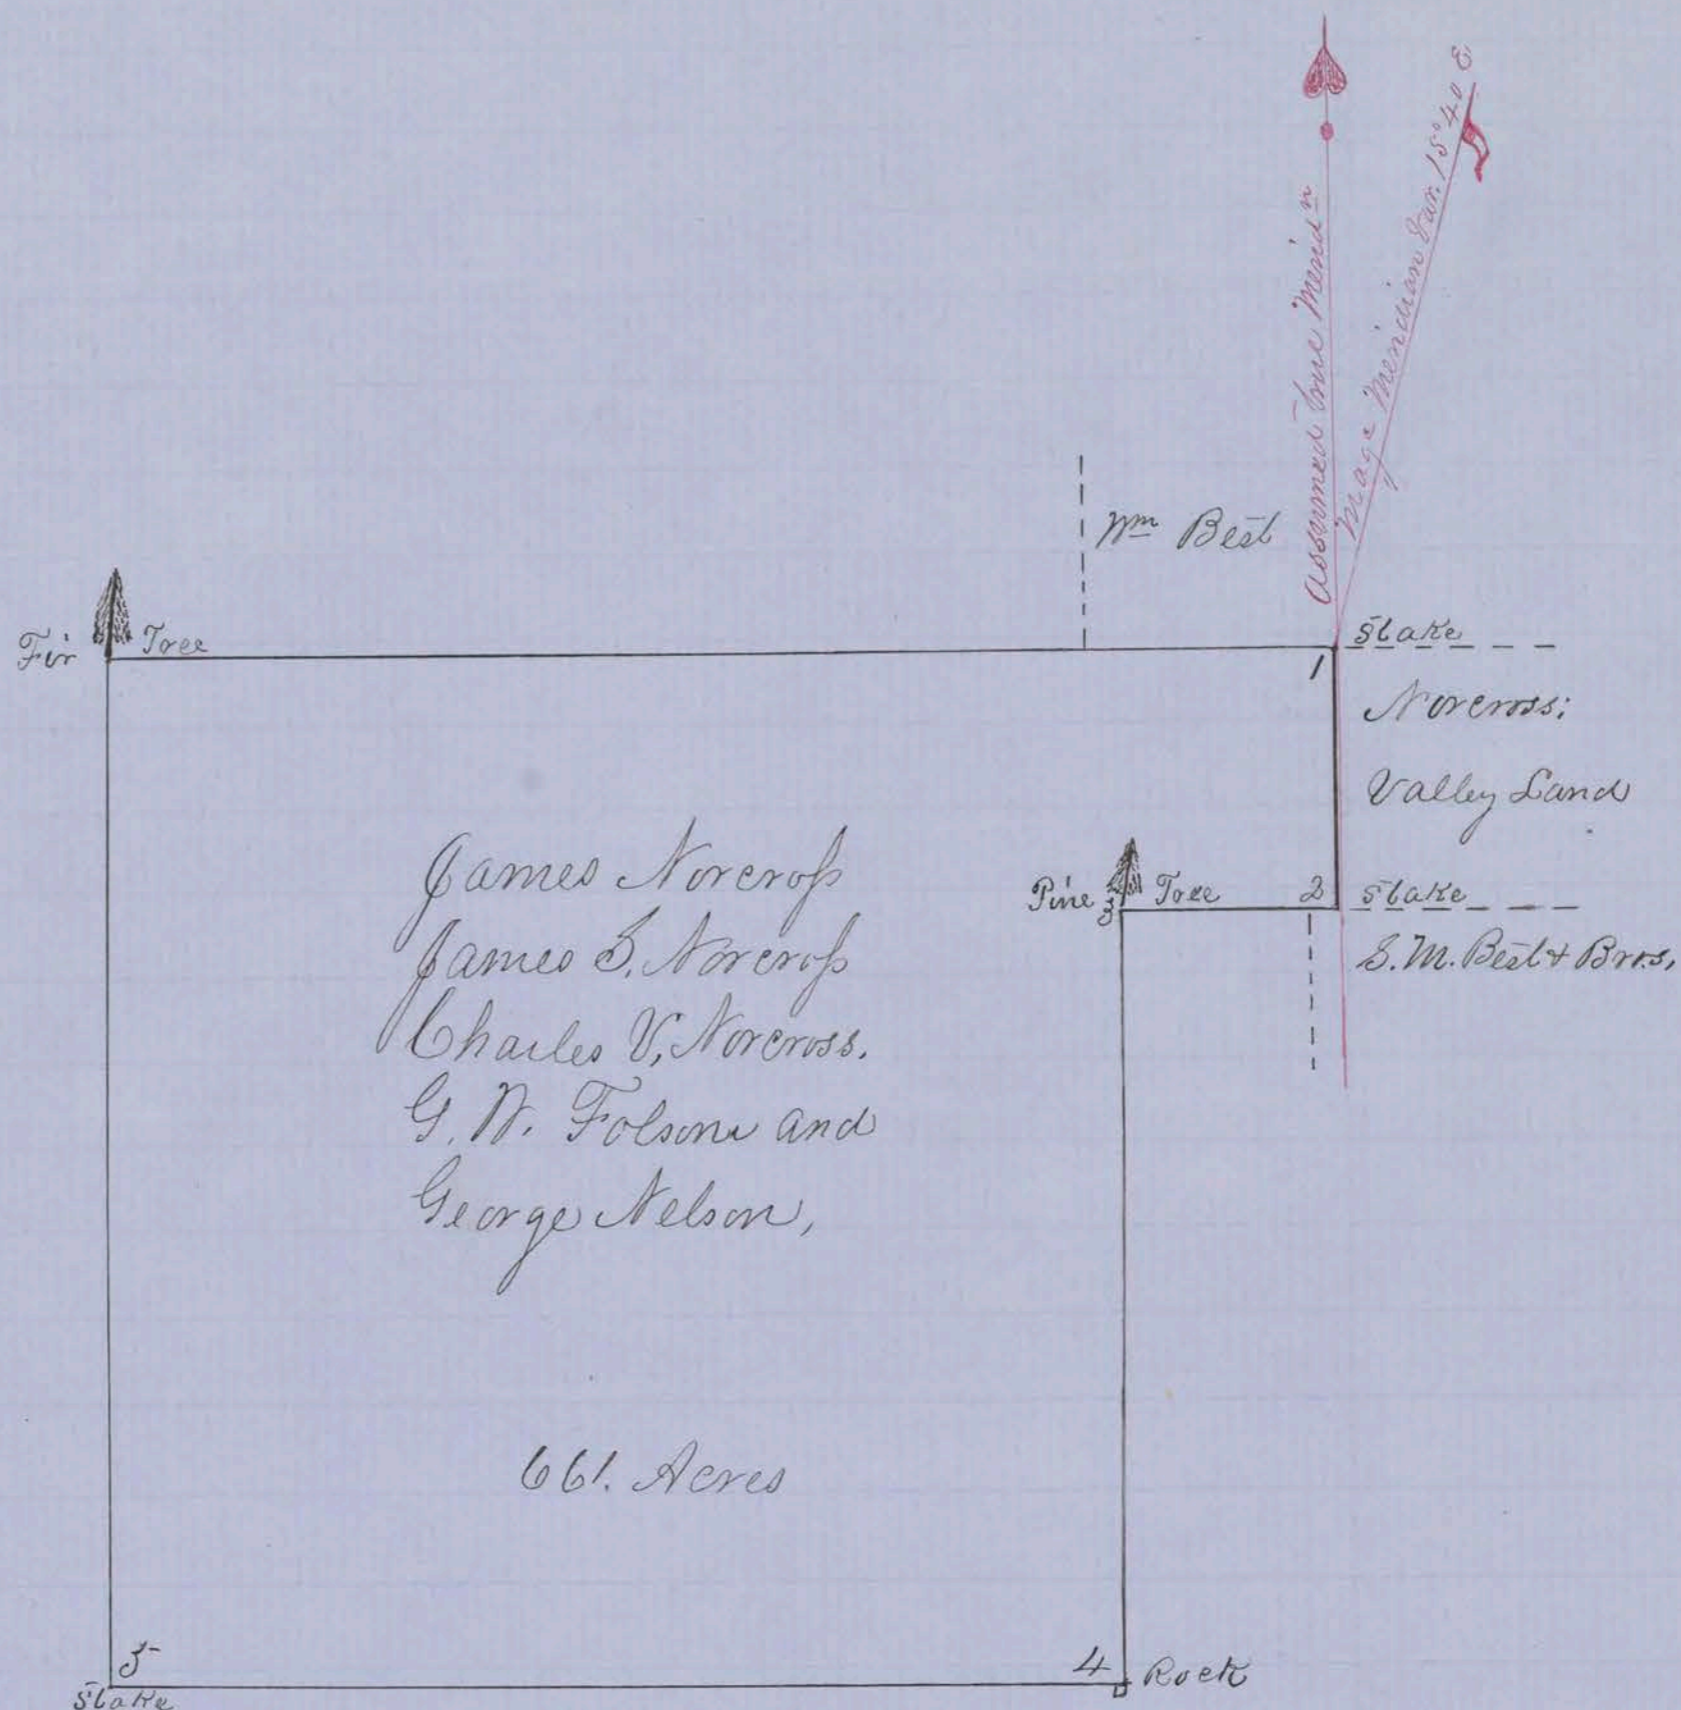 Assumed True Merid n
Mag c Meridian Var. 15° 40 E
Wm Best
Fir Tree
Stake
1
Norcross:
Valley Land
Pine Tree
3
2
Stake
S. M. Best + Bros,
James Norcross
James S. Norcross
Charles V. Norcross.
G. W. Folsom and
George Nelson,
661. Acres
5
Stake
4
Rock